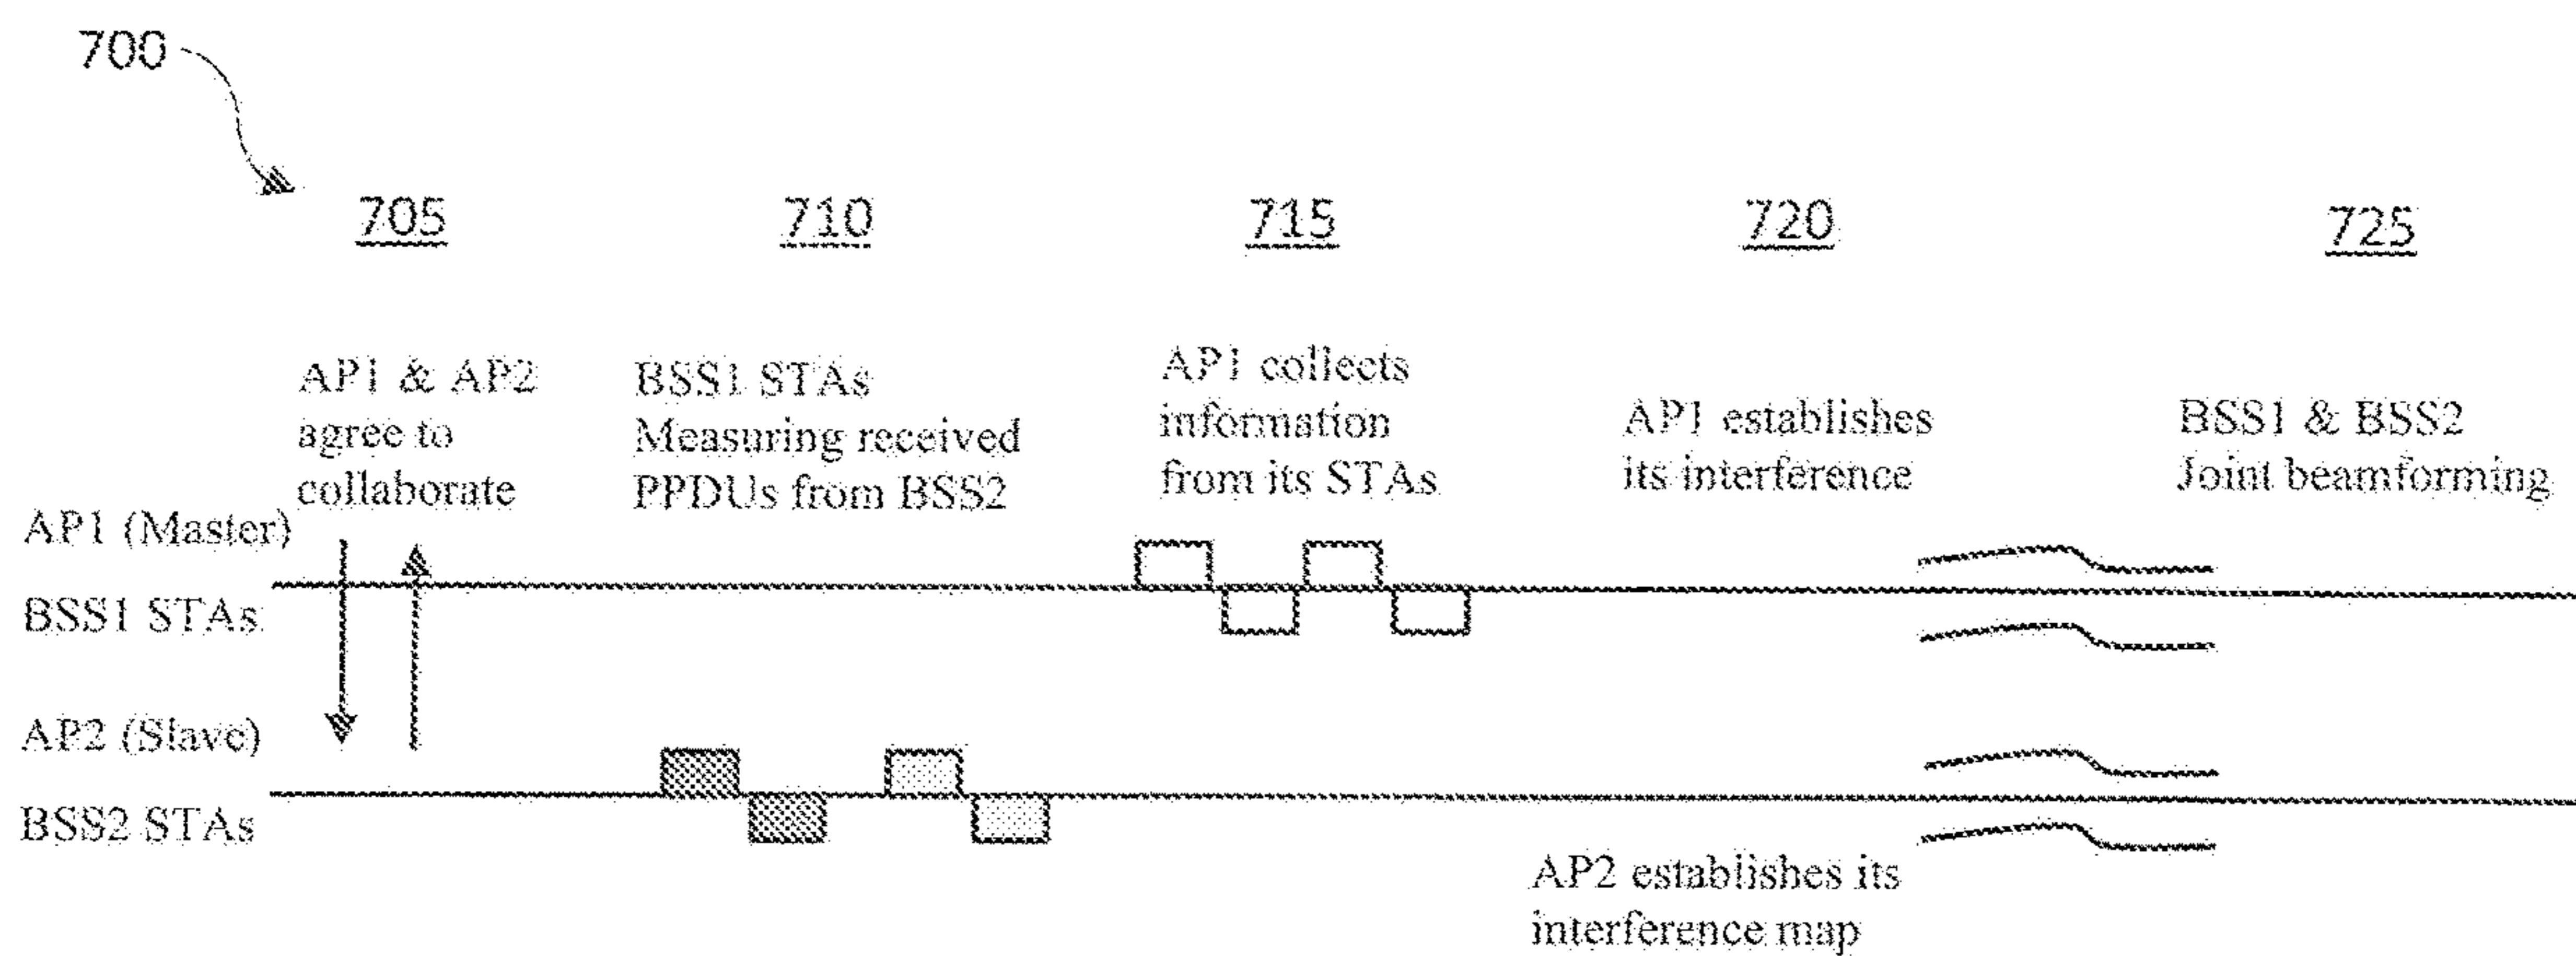 700
705
710
715
720
725
AP1 & AP2
agree to
collaborate
BSS1 STAs
Measuring received
PPDUs from BSS2
AP1 collects
information
from its STAs
AP1 establishes
its interference
BSS1 & BSS2
Joint beamforming
AP1 (Master)
BSS1 STAs
AP2 (Slave)
BSS2 STAs
AP2 establishes its
interference map